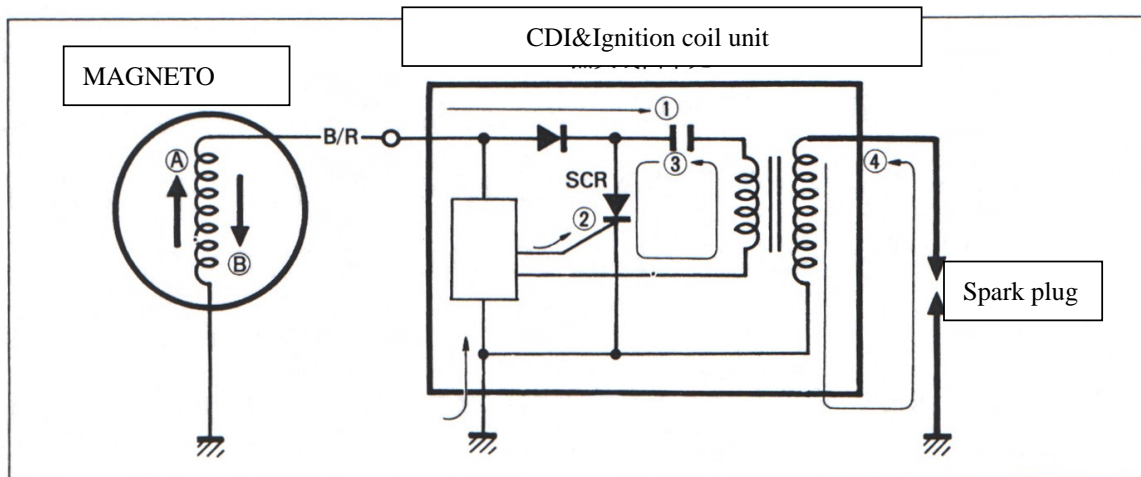 CDI&Ignition coil unit
MAGNETO
①
B/R
Ⓐ
③
④
SCR
②
Ⓑ
Spark plug